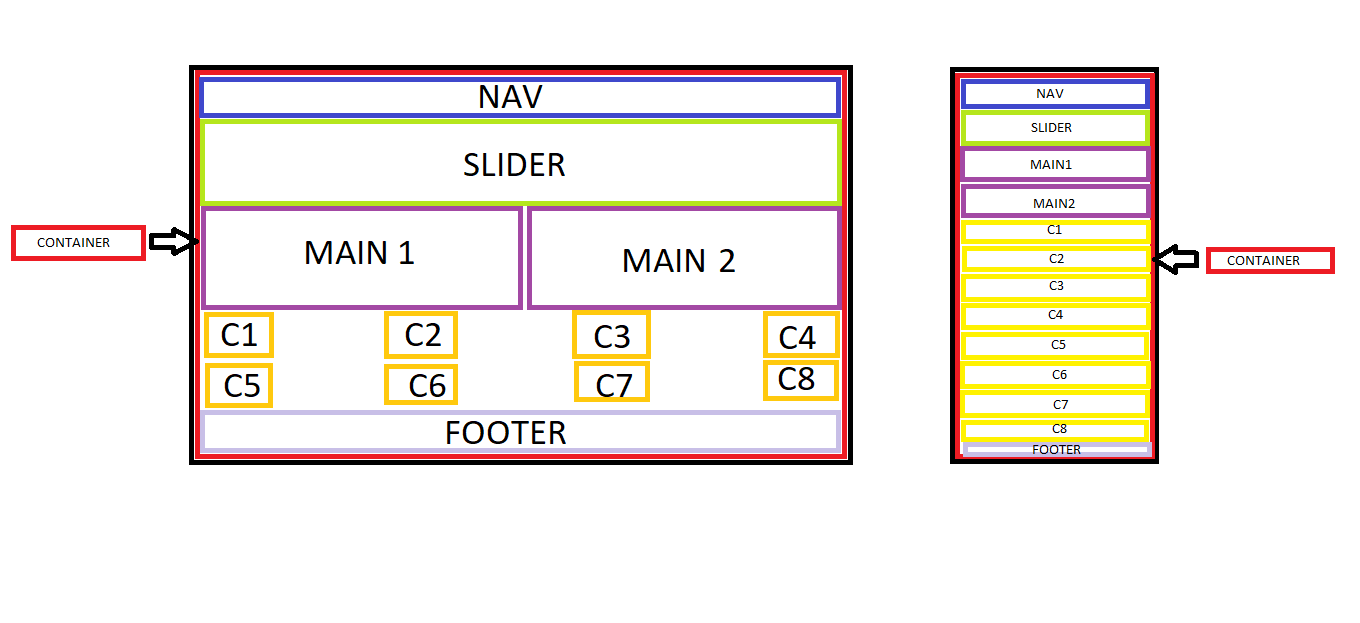 NAV
SLIDER
CONTAINER
MAIN 1
MAIN 2
C1
C2
C3
C4
C5
C6
C7
C8
FOOTER
NAV
SLIDER
MAIN1
MAIN2
C1
C2
C3
C4
C5
C6
C7
C8
FOOTER
CONTAINER